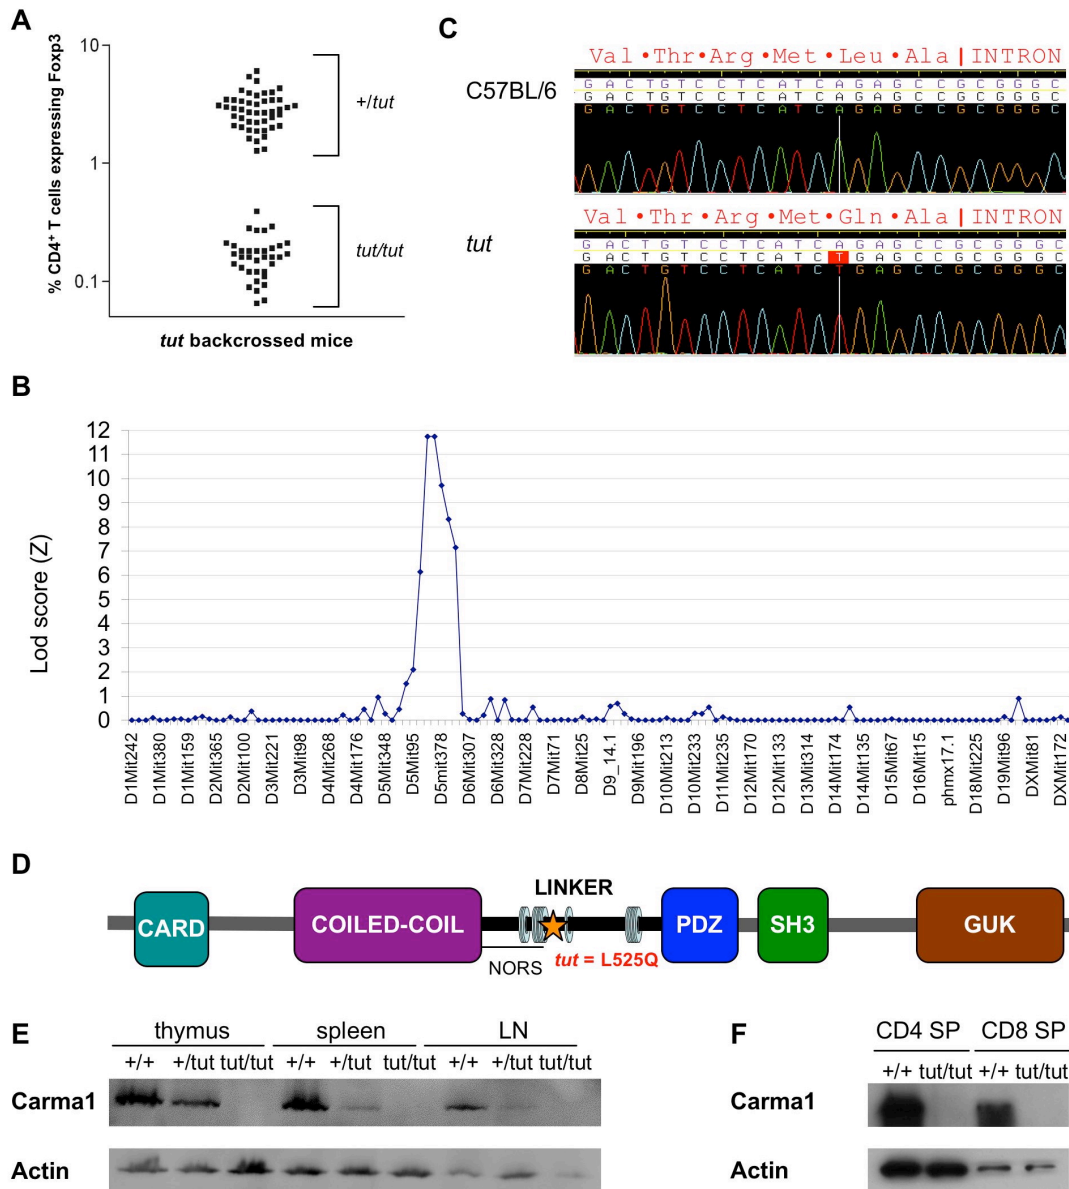 A
% CD4⁺ T cells expressing Foxp3
10
1
0.1
+/tut
tut/tut
tut backcrossed mice
C
C57BL/6
Val•Thr•Arg•Met•Leu•Ala|INTRON
G A C T G T C C T C A T C A G A G C C G C G G G C
G A C T G T C C T C A T C A G A G C C G C G G G C
G A C T G T C C T C A T C A G A G C C G C G G G C
tut
Val•Thr•Arg•Met•Gln•Ala|INTRON
G A C T G T C C T C A T C A G A G C C G C G G G C
G A C T G T C C T C A T C T G A G C C G C G G G C
G A C T G T C C T C A T C T G A G C C G C G G G C
B
Lod score (Z)
12
11
10
9
8
7
6
5
4
3
2
1
0
D1Mit242
D1Mit380
D1Mit159
D2Mit365
D2Mit100
D3Mit221
D3Mit98
D4Mit268
D4Mit176
D5Mit348
D5Mit95
D5mit378
D6Mit307
D6Mit328
D7Mit228
D7Mit71
D8Mit25
D9_14.1
D9Mit196
D10Mit213
D10Mit233
D11Mit235
D12Mit170
D12Mit133
D13Mit314
D14Mit174
D14Mit135
D15Mit67
D16Mit15
phmx17.1
D18Mit225
D19Mit96
DXMit81
DXMit172
D
LINKER
CARD
COILED-COIL
PDZ
SH3
GUK
NORS
tut = L525Q
E
thymus spleen LN
+/+ +/tut tut/tut +/+ +/tut tut/tut +/+ +/tut tut/tut
Carma1
Actin
F
CD4 SP CD8 SP
+/+ tut/tut +/+ tut/tut
Carma1
Actin